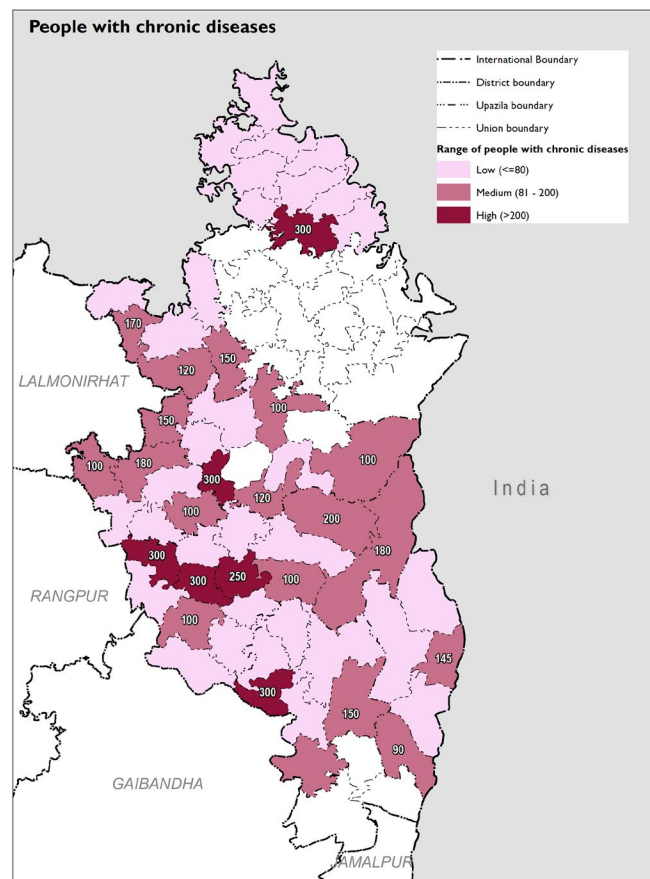 People with chronic diseases
International Boundary
District boundary
Upazila boundary
Union boundary
Range of people with chronic diseases
Low (<=80)
Medium (81 - 200)
High (>200)
300
170
150
120
LALMONIRHAT
100
150
100
180
100
300
India
120
100
200
180
300
300
250
100
RANGPUR
100
145
300
150
90
GAIBANDHA
JAMALPUR